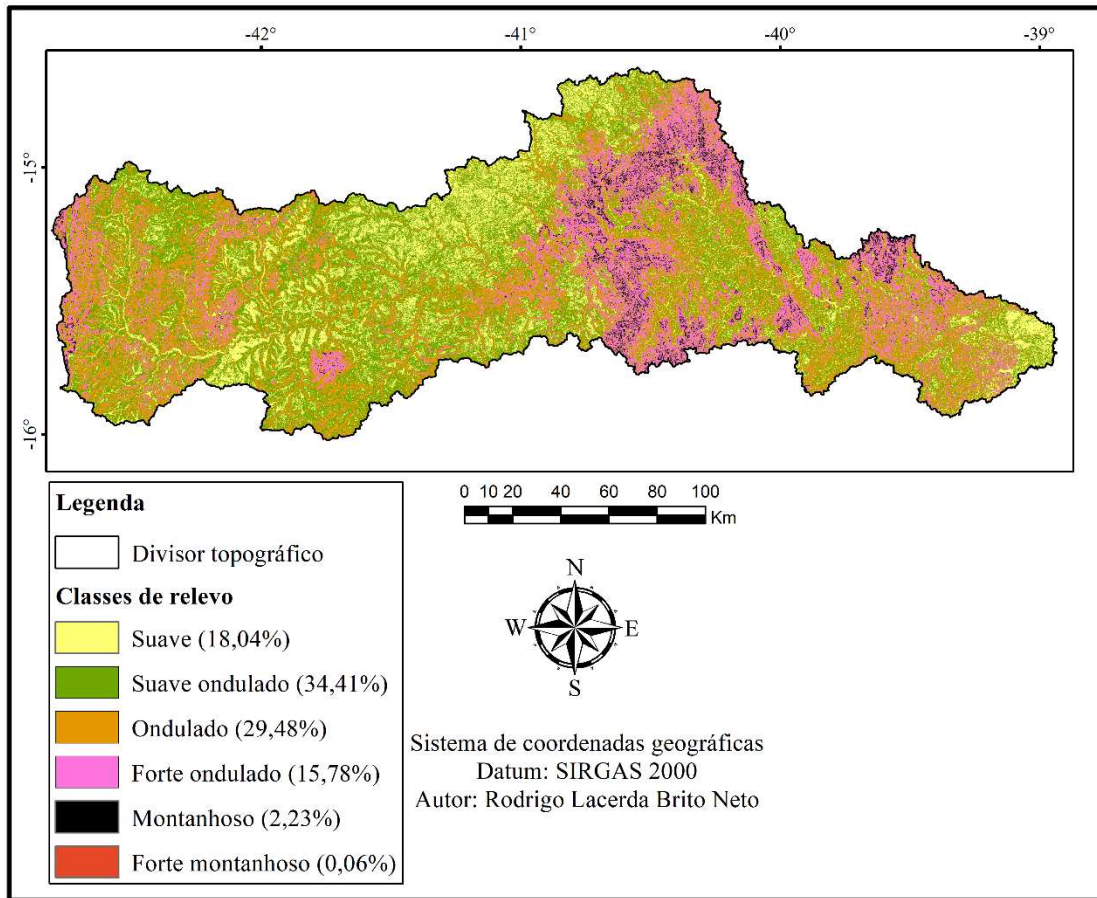 -42° -41° -40° -39°
-15°
-16°
Legenda
Divisor topográfico
Classes de relevo
Suave (18,04%)
Suave ondulado (34,41%)
Ondulado (29,48%)
Forte ondulado (15,78%)
Montanhoso (2,23%)
Forte montanhoso (0,06%)
0 10 20 40 60 80 100
Km
N
W E
S
Sistema de coordenadas geográficas
Datum: SIRGAS 2000
Autor: Rodrigo Lacerda Brito Neto